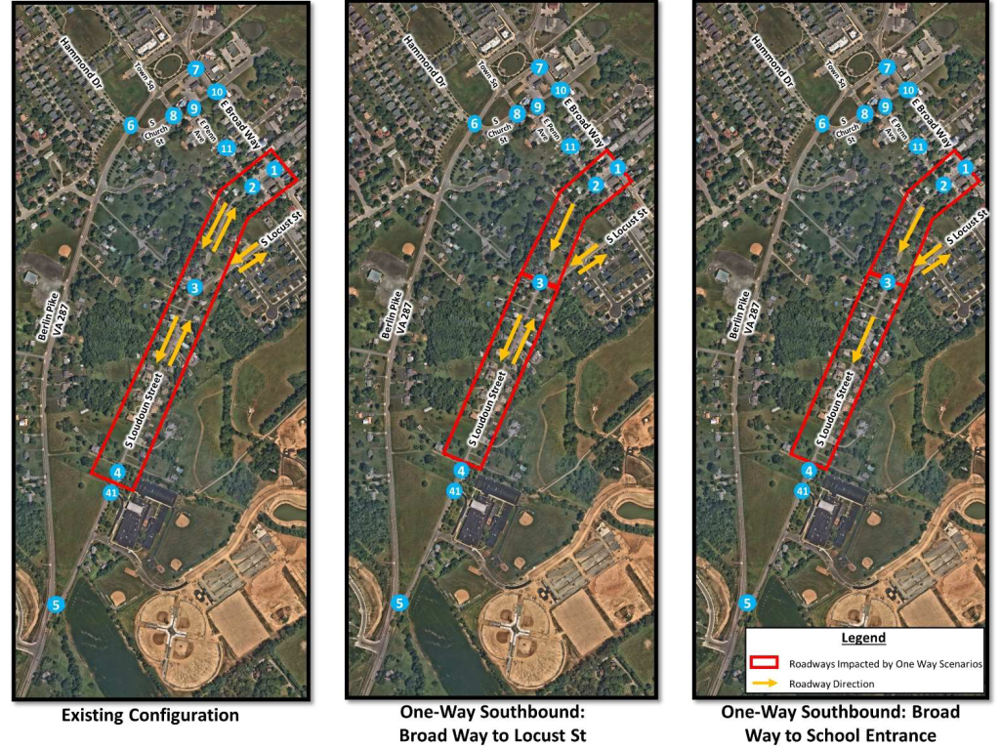 Hammond Dr
Town Sq
7
10
9
8
6
S
Church
St
E Penn
Ave
E Broad Way
11
1
2
S Locust St
3
Berlin Pike
VA 287
S Loudoun Street
4
41
5
Existing Configuration
Hammond Dr
Town Sq
7
10
9
8
6
S
Church
St
E Penn
Ave
E Broad Way
11
1
2
S Locust St
3
Berlin Pike
VA 287
S Loudoun Street
4
41
5
One-Way Southbound:
Broad Way to Locust St
Hammond Dr
Town Sq
7
10
9
8
6
S
Church
St
E Penn
Ave
E Broad Way
11
1
2
S Locust St
3
Berlin Pike
VA 287
S Loudoun Street
4
41
5
Legend
Roadways Impacted by One Way Scenarios
Roadway Direction
One-Way Southbound: Broad
Way to School Entrance